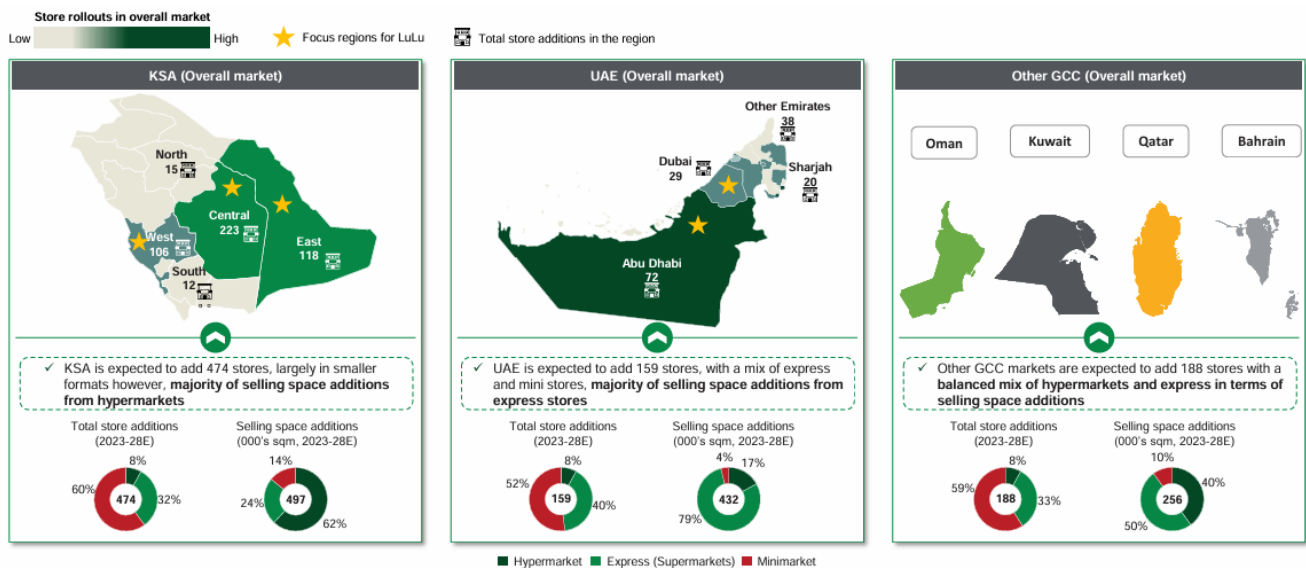 Store rollouts in overall market
Low
High
Focus regions for LuLu
Total store additions in the region
KSA (Overall market)
North
15
Central
223
West
106
East
118
South
12
✓ KSA is expected to add 474 stores, largely in smaller
formats however, majority of selling space additions
from hypermarkets
Total store additions
(2023-28E)
8%
60%
474
32%
Selling space additions
(000's sqm, 2023-28E)
14%
24%
497
62%
UAE (Overall market)
Other Emirates
38
Dubai
29
Sharjah
20
Abu Dhabi
72
✓ UAE is expected to add 159 stores, with a mix of express
and mini stores, majority of selling space additions from
express stores
Total store additions
(2023-28E)
8%
52%
159
40%
Selling space additions
(000's sqm, 2023-28E)
4%
17%
432
79%
Other GCC (Overall market)
Oman
Kuwait
Qatar
Bahrain
✓ Other GCC markets are expected to add 188 stores with a
balanced mix of hypermarkets and express in terms of
selling space additions
Total store additions
(2023-28E)
8%
59%
188
33%
Selling space additions
(000's sqm, 2023-28E)
10%
40%
256
50%
Hypermarket
Express (Supermarkets)
Minimarket